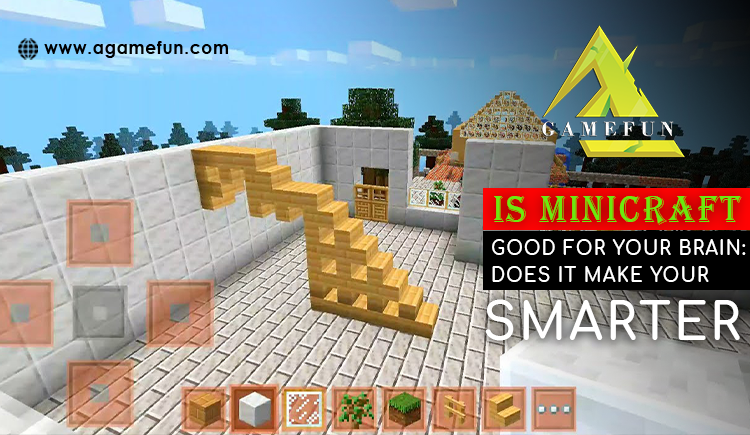 www.agamefun.com
GAMEFUN
IS MINICRAFT
GOOD FOR YOUR BRAIN:
DOES IT MAKE YOUR
SMARTER